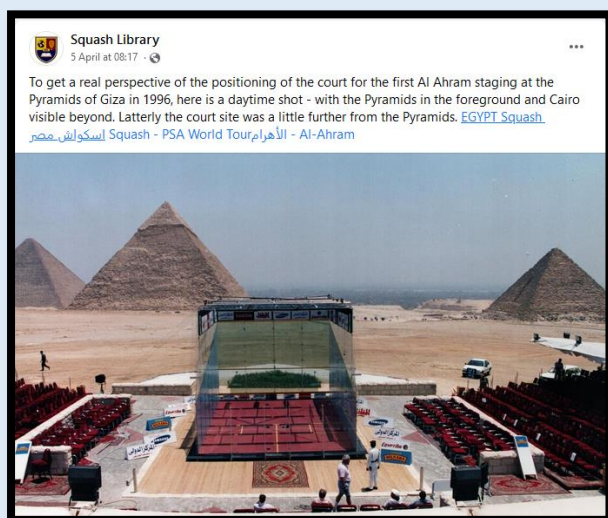 Squash Library
5 April at 08:17 ·
To get a real perspective of the positioning of the court for the first Al Ahram staging at the
Pyramids of Giza in 1996, here is a daytime shot - with the Pyramids in the foreground and Cairo
visible beyond. Latterly the court site was a little further from the Pyramids. EGYPT Squash
اسكواش مصر Squash - PSA World Tour الأهرام - Al-Ahram